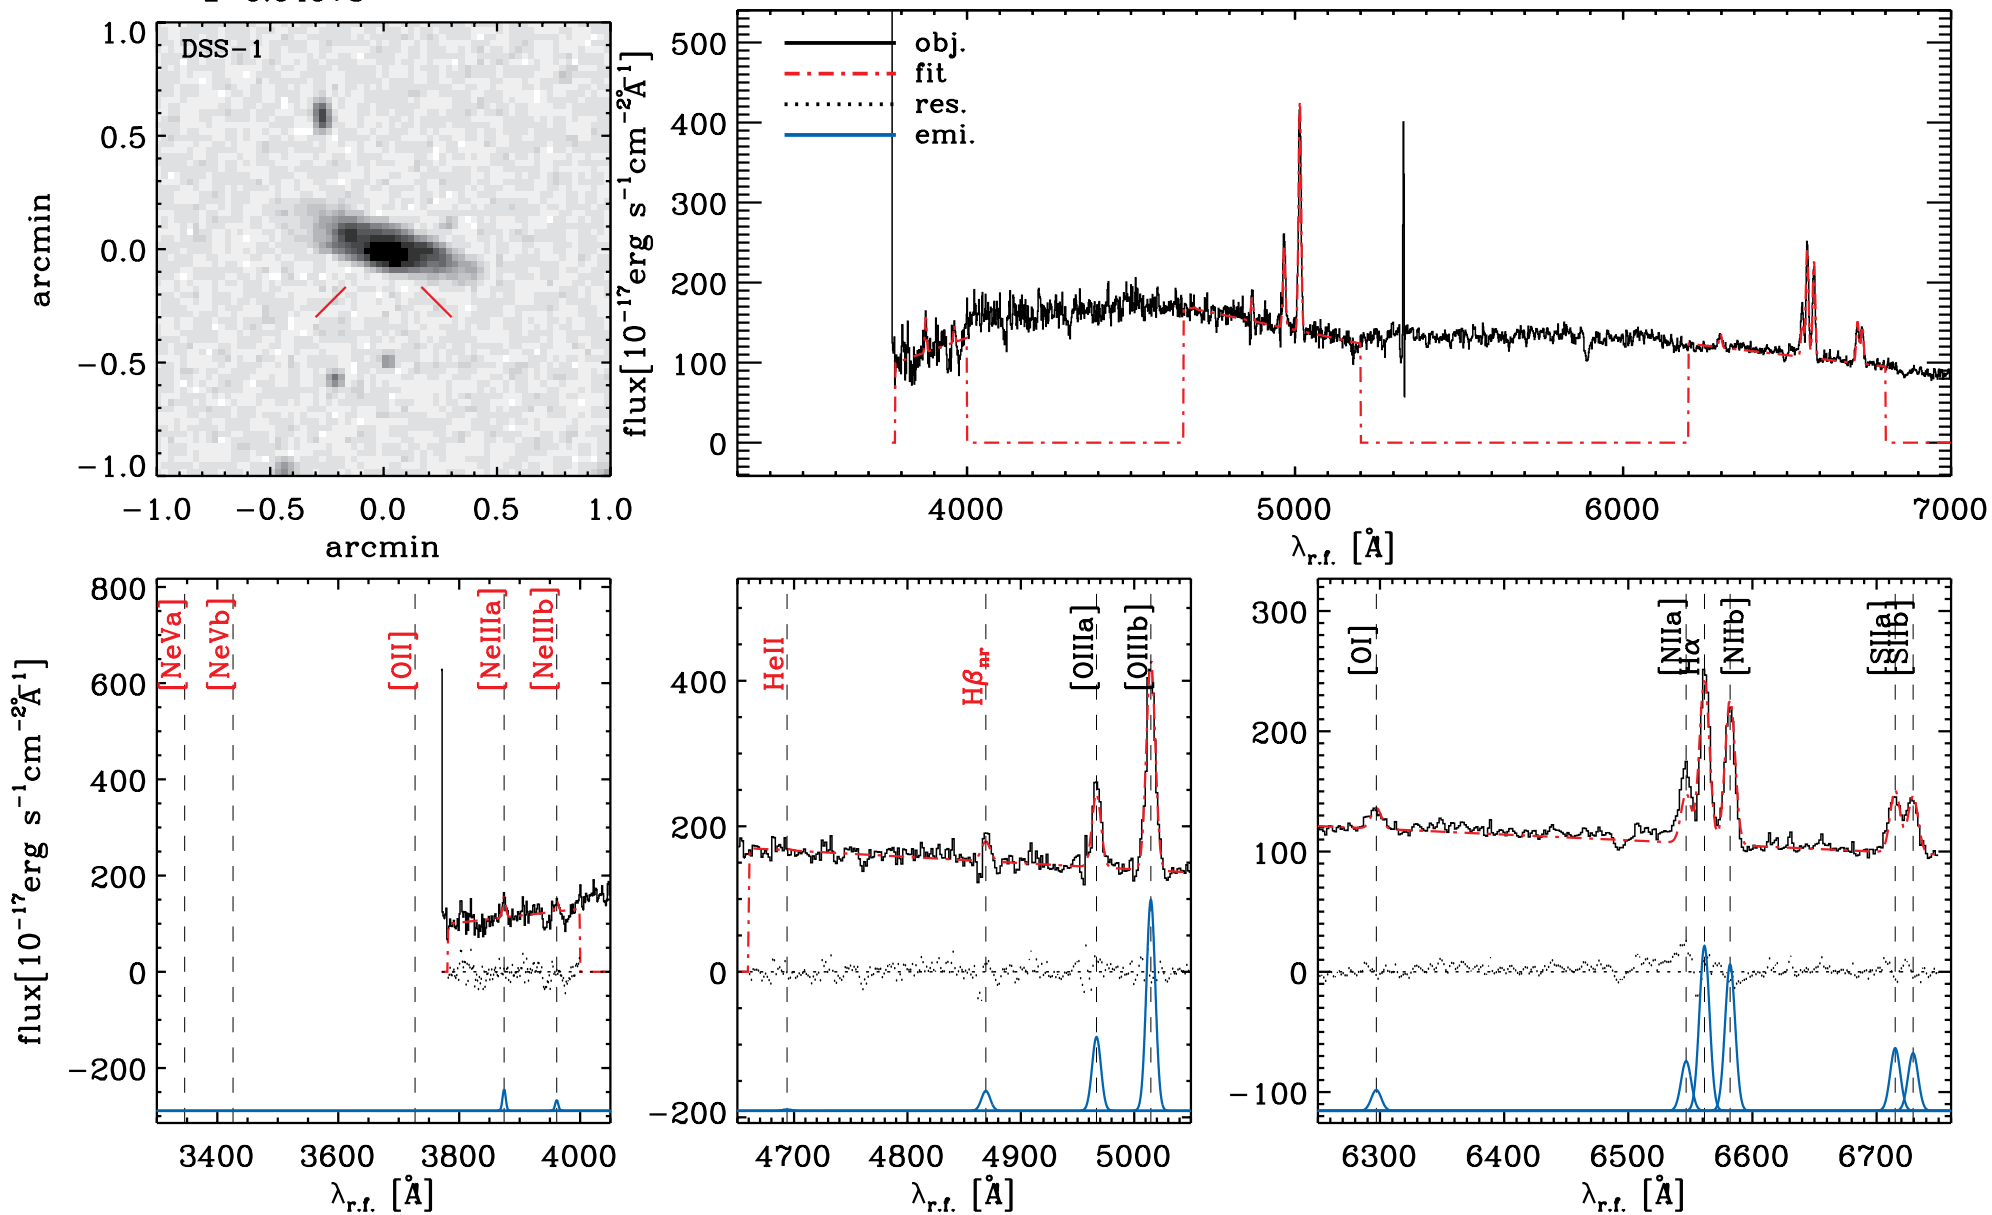 DSS-1
1.0
0.5
0.0
−0.5
−1.0
arcmin
−1.0 −0.5 0.0 0.5 1.0
arcmin
flux[10⁻¹⁷erg s⁻¹cm⁻²Å⁻¹]
500
400
300
200
100
0
obj.
fit
res.
emi.
4000 5000 6000 7000
λr.f. [Å]
flux[10⁻¹⁷erg s⁻¹cm⁻²Å⁻¹]
800
600
400
200
0
−200
[NeVa]
[NeVb]
[OII]
[NeIIIa]
[NeIIIb]
3400 3600 3800 4000
λr.f. [Å]
400
200
0
−200
HeII
Hβnr
[OIIIa]
[OIIIb]
4700 4800 4900 5000
λr.f. [Å]
300
200
100
0
−100
[OI]
[NIIa]
Hα
[NIIb]
[SIIa]
[SIIb]
6300 6400 6500 6600 6700
λr.f. [Å]